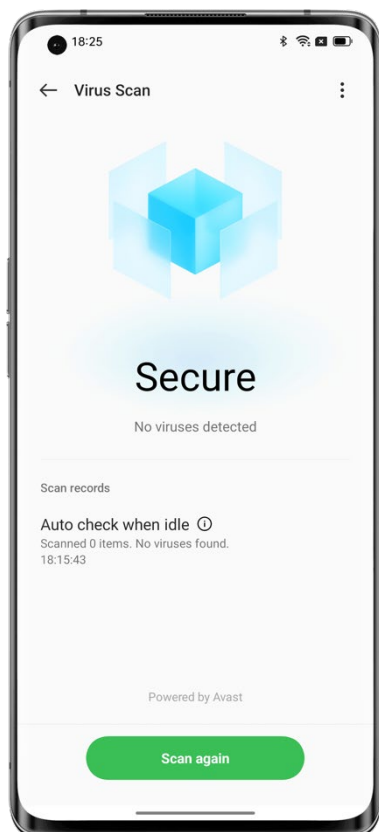 18:25
Virus Scan
Secure
No viruses detected
Scan records
Auto check when idle
Scanned 0 items. No viruses found.
18:15:43
Powered by Avast
Scan again